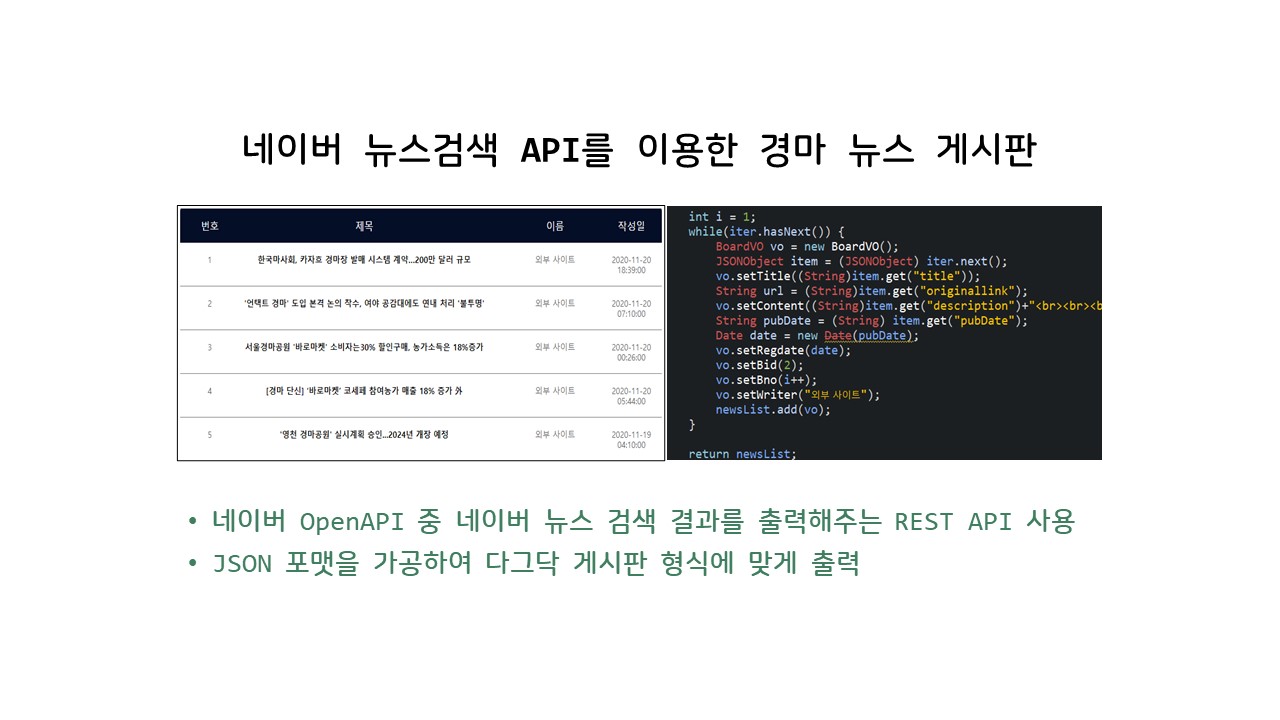 네이버 뉴스검색 API를 이용한 경마 뉴스 게시판
번호 제목 이름 작성일
1 한국마사회, 카자흐 경마장 발매 시스템 계약...200만 달러 규모 외부 사이트 2020-11-20
18:39:00
2 '언택트 경마' 도입 본격 논의 착수, 여야 공감대에도 연내 처리 '불투명' 외부 사이트 2020-11-20
07:10:00
3 서울경마공원 '바로마켓' 소비자는30% 할인구매, 농가소득은 18%증가 외부 사이트 2020-11-20
00:26:00
4 [경마 단신] '바로마켓' 코세페 참여농가 매출 18% 증가 外 외부 사이트 2020-11-20
05:44:00
5 '영천 경마공원' 실시계획 승인...2024년 개장 예정 외부 사이트 2020-11-19
04:10:00
int i = 1;
while(iter.hasNext()) {
BoardVO vo = new BoardVO();
JSONObject item = (JSONObject) iter.next();
vo.setTitle((String)item.get("title"));
String url = (String)item.get("originallink");
vo.setContent((String)item.get("description")+"<br><br><b
String pubDate = (String) item.get("pubDate");
Date date = new Date(pubDate);
vo.setRegdate(date);
vo.setBid(2);
vo.setBno(i++);
vo.setWriter("외부 사이트");
newsList.add(vo);
}
return newsList;
• 네이버 OpenAPI 중 네이버 뉴스 검색 결과를 출력해주는 REST API 사용
• JSON 포맷을 가공하여 다그닥 게시판 형식에 맞게 출력